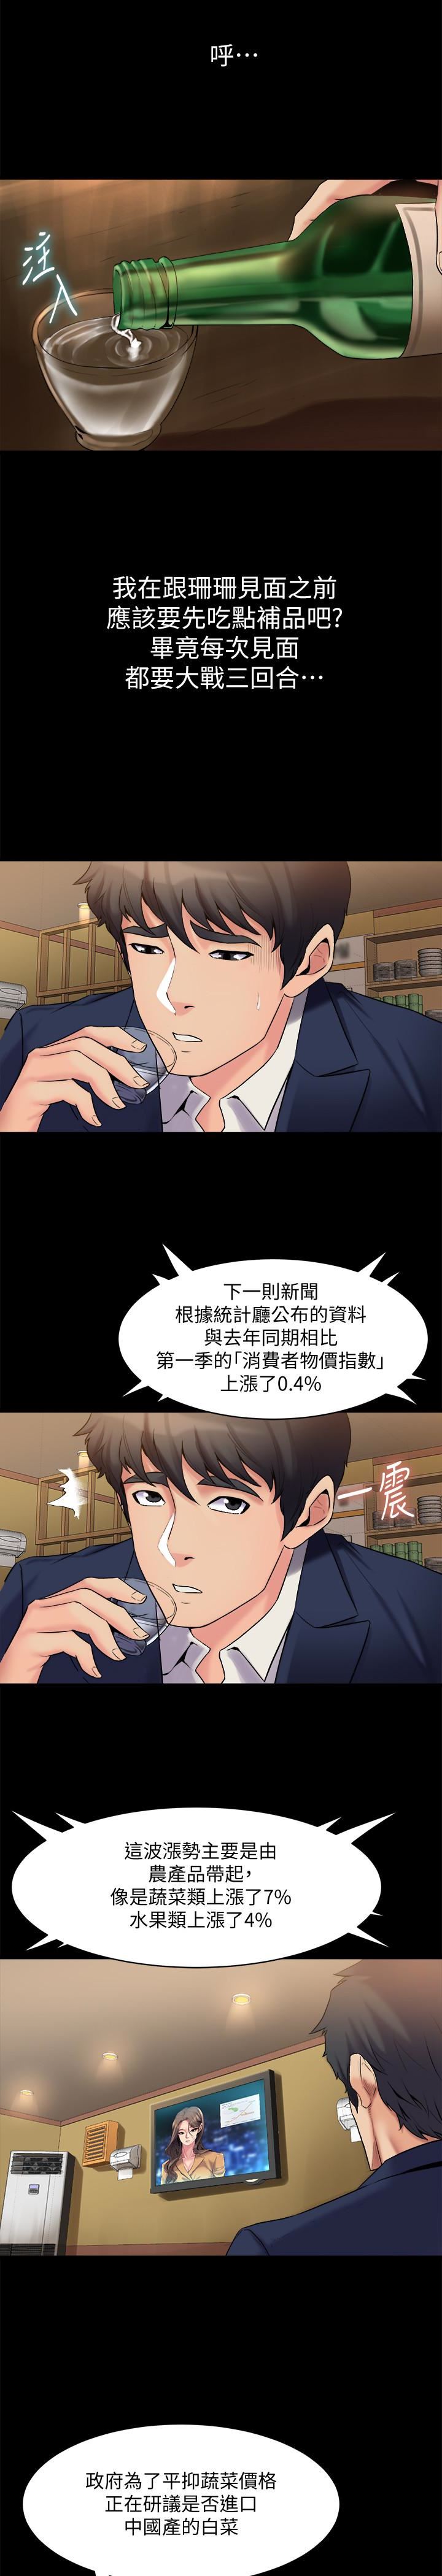 呼⋯
注入
我在跟珊珊見面之前
應該要先吃點補品吧?
畢竟每次見面
都要大戰三回合⋯
下一則新聞
根據統計廳公布的資料
與去年同期相比
第一季的「消費者物價指數」
上漲了0.4%
一震
這波漲勢主要是由
農產品帶起,
像是蔬菜類上漲了7%
水果類上漲了4%
政府為了平抑蔬菜價格
正在研議是否進口
中國產的白菜